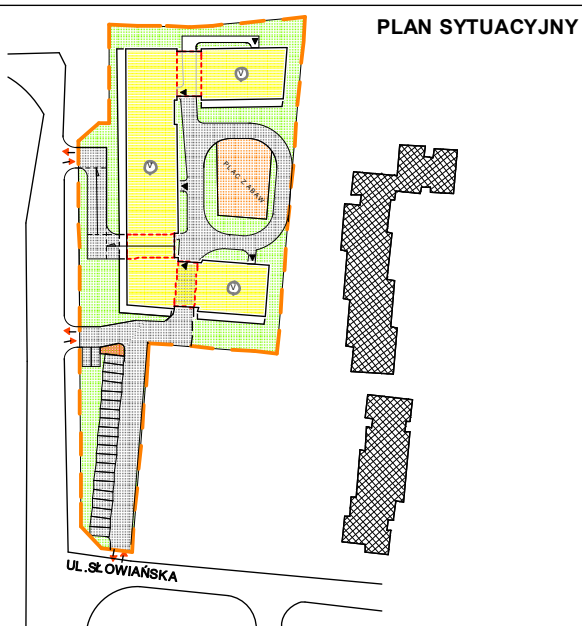 PLAN SYTUACYJNY
V
PLAC ZABAW
V
V
UL.SŁOWIAŃSKA